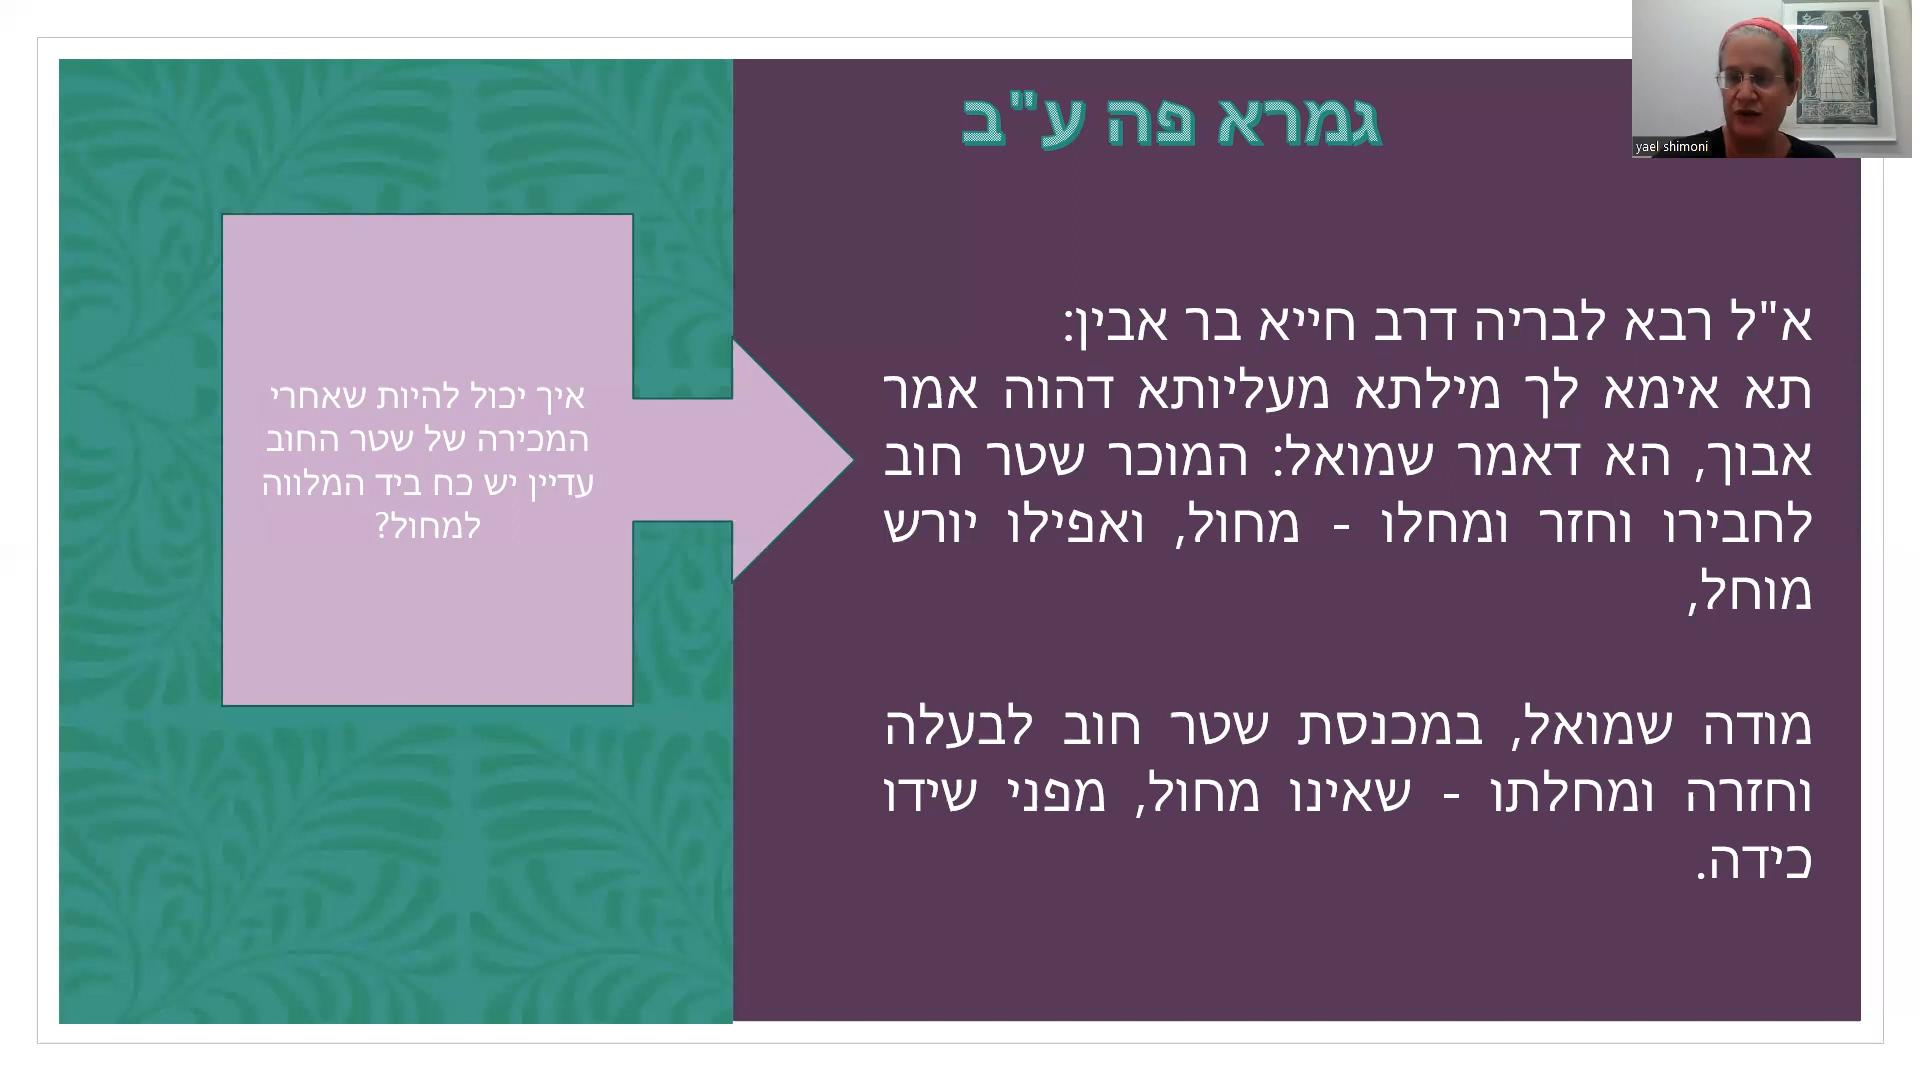 גמרא פה ע"ב
א"ל רבא לבריה דרב חייא בר אבין:
תא אימא לך מילתא מעליותא דהוה אמר
אבוך, הא דאמר שמואל: המוכר שטר חוב
לחבירו וחזר ומחלו - מחול, ואפילו יורש
מוחל,
מודה שמואל, במכנסת שטר חוב לבעלה
וחזרה ומחלתו - שאינו מחול, מפני שידו
כידה.
איך יכול להיות שאחרי
המכירה של שטר החוב
עדיין יש כח ביד המלווה
למחול?
yael shimoni